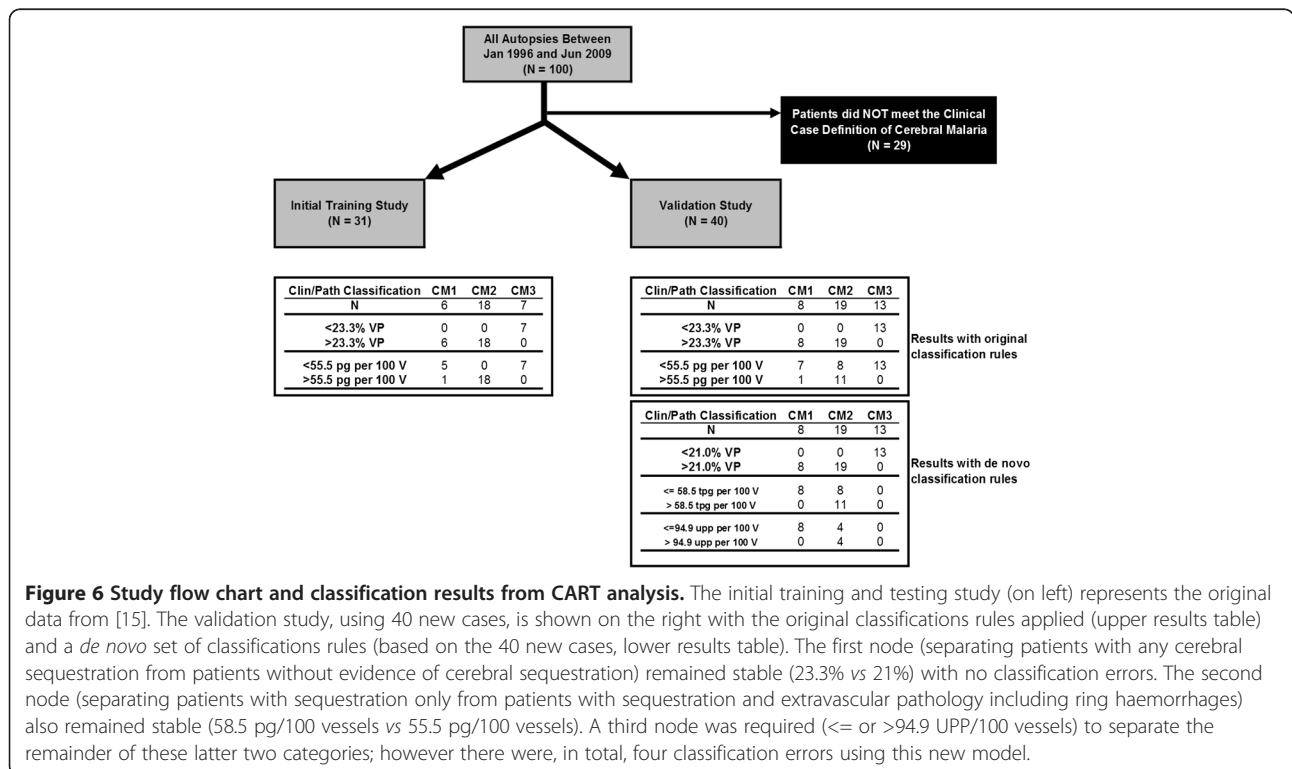 All Autopsies Between
Jan 1996 and Jun 2009
(N = 100)
Patients did NOT meet the Clinical
Case Definition of Cerebral Malaria
(N = 29)
Initial Training Study
(N = 31)
Validation Study
(N = 40)
Clin/Path Classification CM1 CM2 CM3
N 6 18 7
<23.3% VP 0 0 7
>23.3% VP 6 18 0
<55.5 pg per 100 V 5 0 7
>55.5 pg per 100 V 1 18 0
Clin/Path Classification CM1 CM2 CM3
N 8 19 13
<23.3% VP 0 0 13
>23.3% VP 8 19 0
<55.5 pg per 100 V 7 8 13
>55.5 pg per 100 V 1 11 0
Results with original
classification rules
Clin/Path Classification CM1 CM2 CM3
N 8 19 13
<21.0% VP 0 0 13
>21.0% VP 8 19 0
<= 58.5 tpg per 100 V 8 8 0
> 58.5 tpg per 100 V 0 11 0
<=94.9 upp per 100 V 8 4 0
> 94.9 upp per 100 V 0 4 0
Results with de novo
classification rules
Figure 6 Study flow chart and classification results from CART analysis. The initial training and testing study (on left) represents the original
data from [15]. The validation study, using 40 new cases, is shown on the right with the original classifications rules applied (upper results table)
and a de novo set of classifications rules (based on the 40 new cases, lower results table). The first node (separating patients with any cerebral
sequestration from patients without evidence of cerebral sequestration) remained stable (23.3% vs 21%) with no classification errors. The second
node (separating patients with sequestration only from patients with sequestration and extravascular pathology including ring haemorrhages)
also remained stable (58.5 pg/100 vessels vs 55.5 pg/100 vessels). A third node was required (<= or >94.9 UPP/100 vessels) to separate the
remainder of these latter two categories; however there were, in total, four classification errors using this new model.